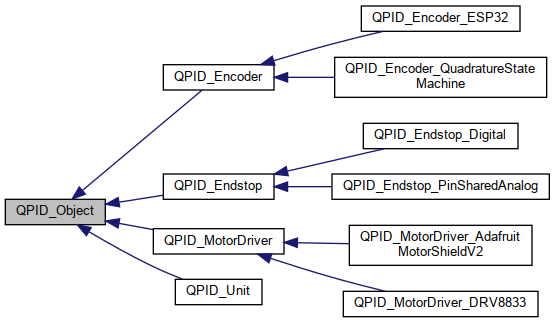 QPID_Encoder_ESP32
QPID_Encoder
QPID_Encoder_QuadratureState
Machine
QPID_Endstop_Digital
QPID_Endstop
QPID_Endstop_PinSharedAnalog
QPID_Object
QPID_MotorDriver
QPID_MotorDriver_Adafruit
MotorShieldV2
QPID_Unit
QPID_MotorDriver_DRV8833